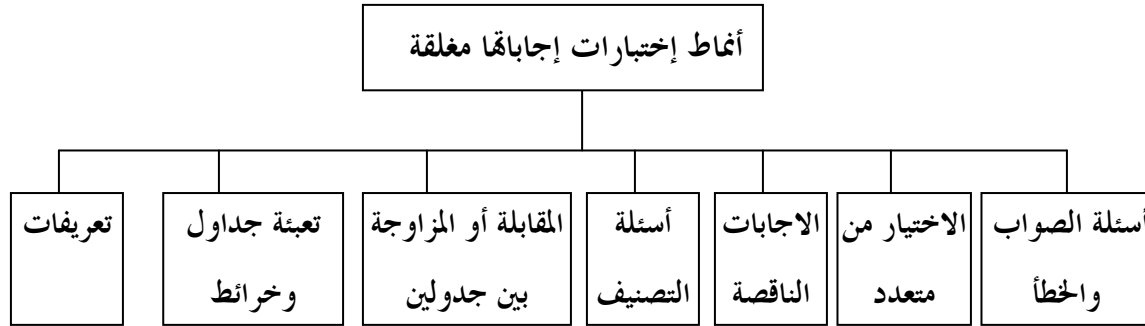 أنماط إختبارات إجاباتها مغلقة
أسئلة الصواب
والخطأ
الاختيار من
متعدد
الاجابات
الناقصة
أسئلة
التصنيف
المقابلة أو المزاوجة
بين جدولين
تعبئة جداول
وخرائط
تعريفات